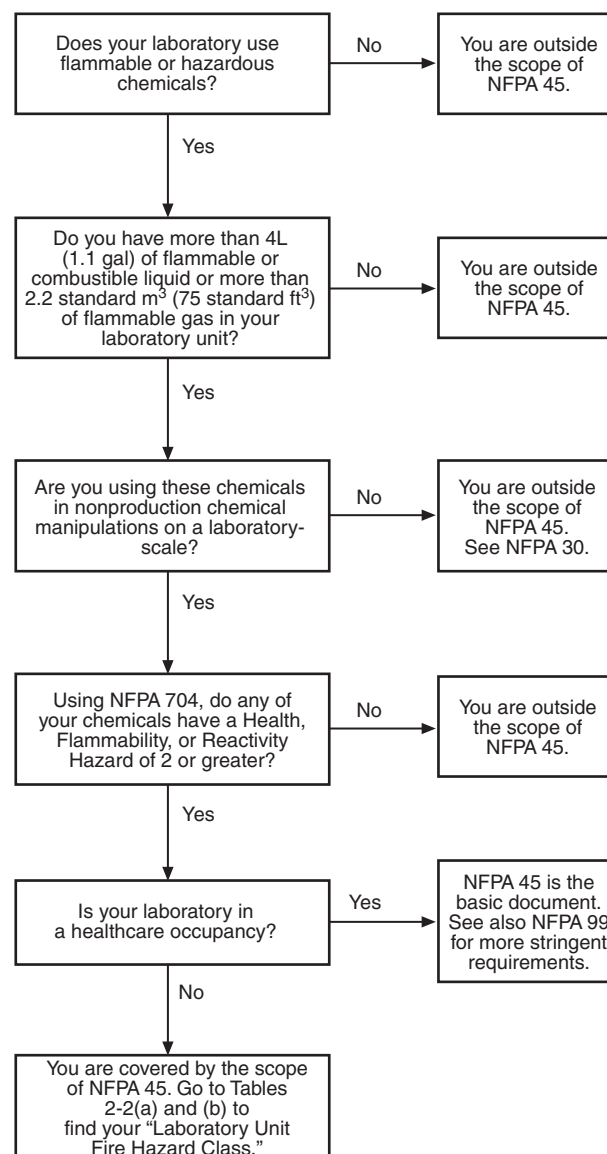 Does your laboratory use
flammable or hazardous
chemicals?
No
You are outside
the scope of
NFPA 45.
Yes
Do you have more than 4L
(1.1 gal) of flammable or
combustible liquid or more than
2.2 standard m³ (75 standard ft³)
of flammable gas in your
laboratory unit?
No
You are outside
the scope of
NFPA 45.
Yes
Are you using these chemicals
in nonproduction chemical
manipulations on a laboratory-
scale?
No
You are outside
the scope of
NFPA 45.
See NFPA 30.
Yes
Using NFPA 704, do any of
your chemicals have a Health,
Flammability, or Reactivity
Hazard of 2 or greater?
No
You are outside
the scope of
NFPA 45.
Yes
Is your laboratory in
a healthcare occupancy?
Yes
NFPA 45 is the
basic document.
See also NFPA 99
for more stringent
requirements.
No
You are covered by the scope
of NFPA 45. Go to Tables
2-2(a) and (b) to
find your “Laboratory Unit
Fire Hazard Class.”